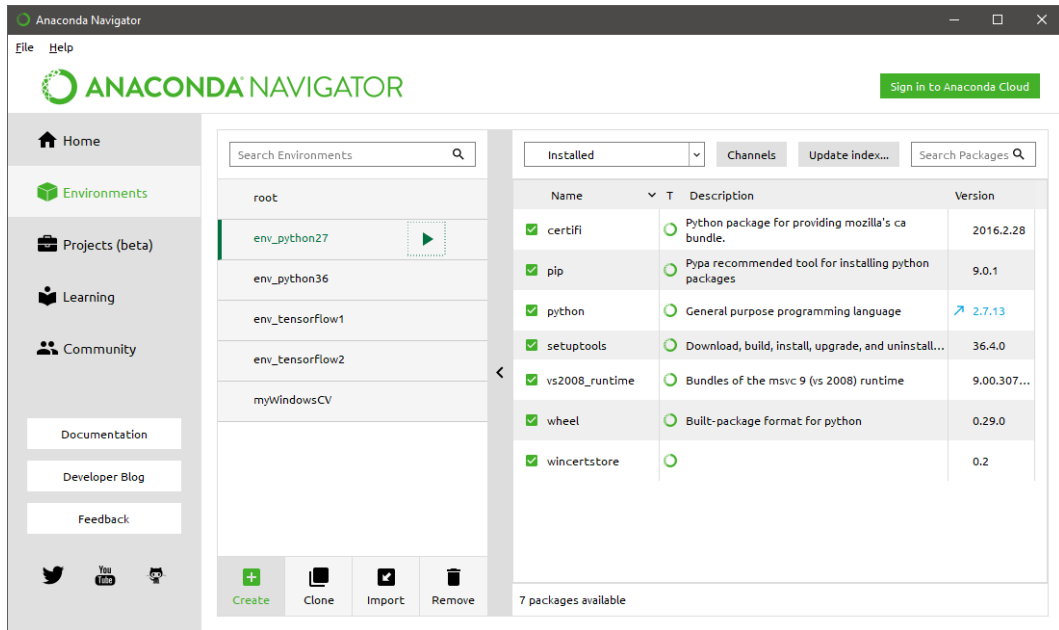 Anaconda Navigator
File Help
ANACONDA NAVIGATOR
Sign in to Anaconda Cloud
Home
Environments
Projects (beta)
Learning
Community
Documentation
Developer Blog
Feedback
You
Tube
Search Environments
root
env_python27
env_python36
env_tensorflow1
env_tensorflow2
myWindowsCV
Create Clone Import Remove
Installed Channels Update index... Search Packages
Name T Description Version
certifi Python package for providing mozilla's ca
bundle. 2016.2.28
pip Pypa recommended tool for installing python
packages 9.0.1
python General purpose programming language 2.7.13
setuptools Download, build, install, upgrade, and uninstall... 36.4.0
vs2008_runtime Bundles of the msvc 9 (vs 2008) runtime 9.00.307...
wheel Built-package format for python 0.29.0
wincertstore 0.2
7 packages available